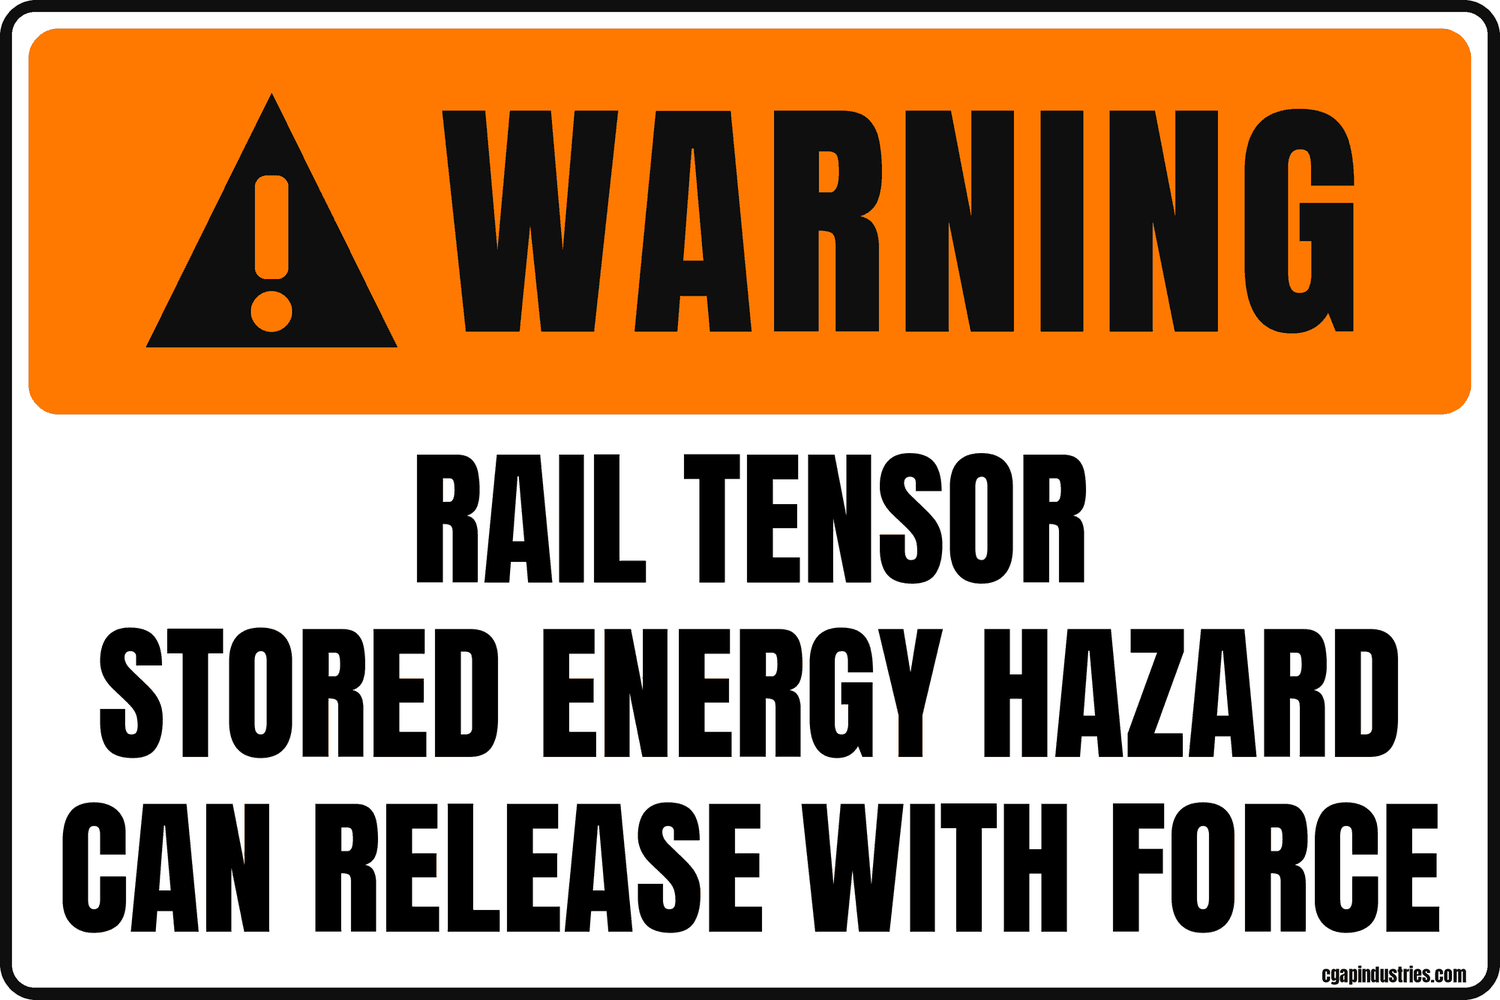 WARNING
RAIL TENSOR
STORED ENERGY HAZARD
CAN RELEASE WITH FORCE
cgapindustries.com